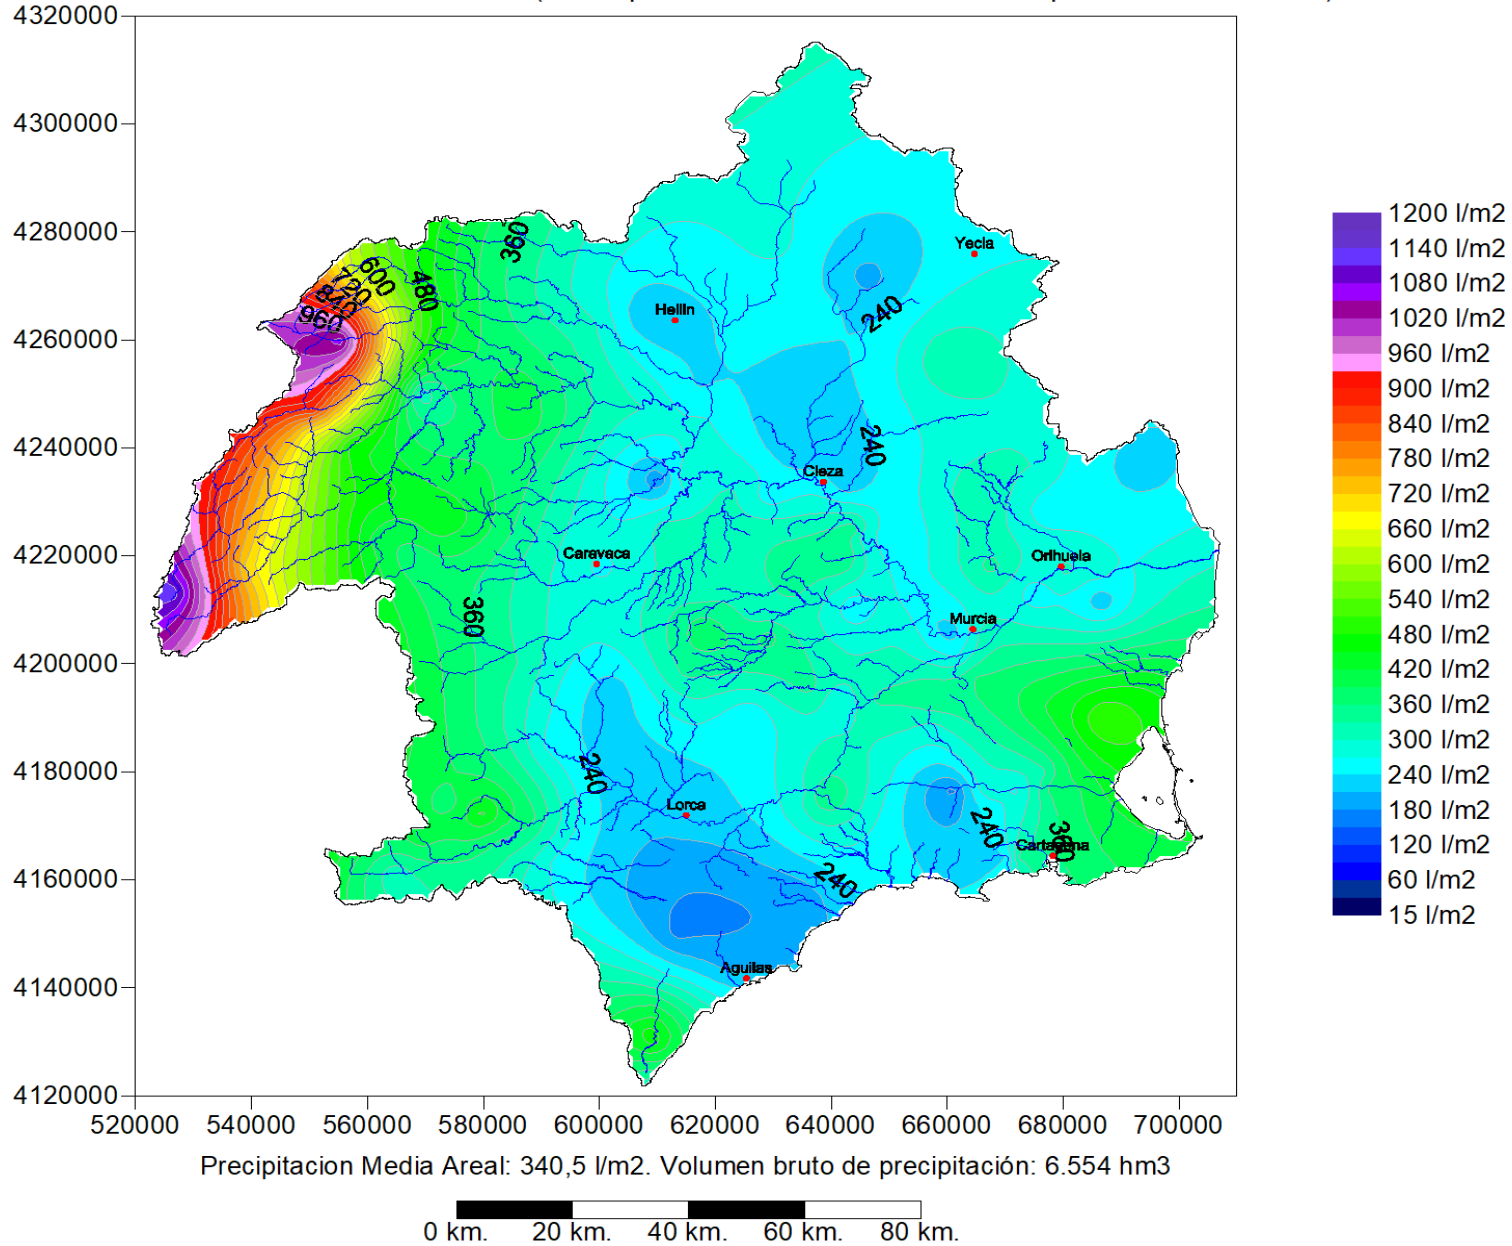 4320000
4300000
4280000
4260000
4240000
4220000
4200000
4180000
4160000
4140000
4120000
520000 540000 560000 580000 600000 620000 640000 660000 680000 700000
360
600
720
840
960
480
Yecla
Hellin
240
240
Cieza
Caravaca
Orihuela
360
Murcia
240
Lorca
240
360
Cartagena
240
Aguilas
1200 l/m2
1140 l/m2
1080 l/m2
1020 l/m2
960 l/m2
900 l/m2
840 l/m2
780 l/m2
720 l/m2
660 l/m2
600 l/m2
540 l/m2
480 l/m2
420 l/m2
360 l/m2
300 l/m2
240 l/m2
180 l/m2
120 l/m2
60 l/m2
15 l/m2
Precipitacion Media Areal: 340,5 l/m2. Volumen bruto de precipitación: 6.554 hm3
0 km. 20 km. 40 km. 60 km. 80 km.